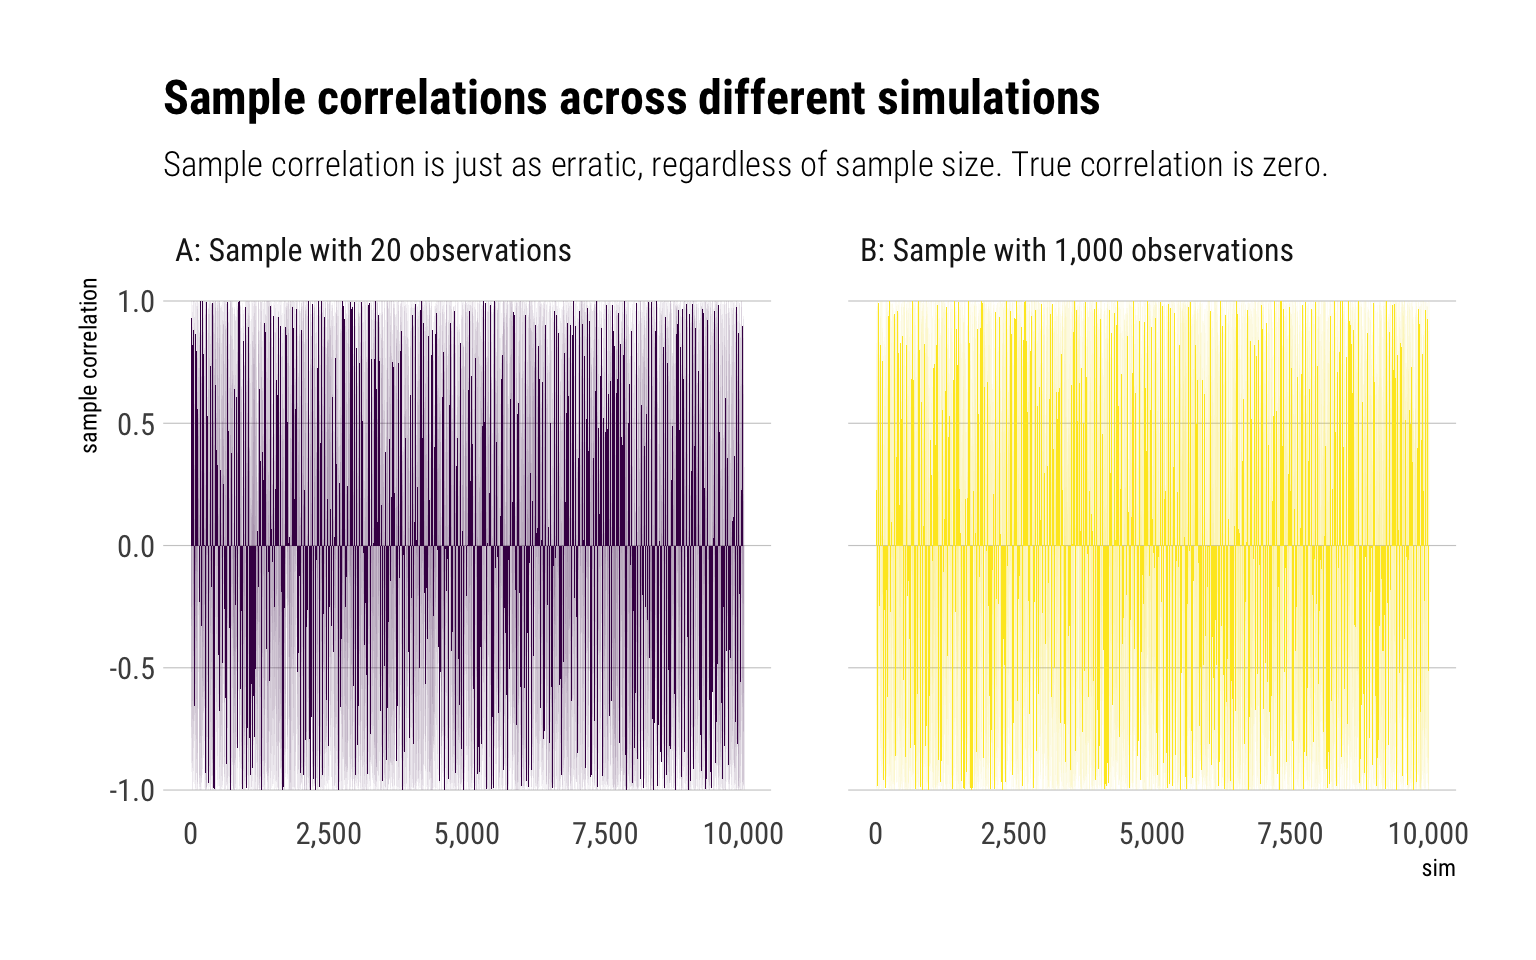 Sample correlations across different simulations
Sample correlation is just as erratic, regardless of sample size. True correlation is zero.
A: Sample with 20 observations
B: Sample with 1,000 observations
sample correlation
1.0
0.5
0.0
-0.5
-1.0
0 2,500 5,000 7,500 10,000
0 2,500 5,000 7,500 10,000
sim